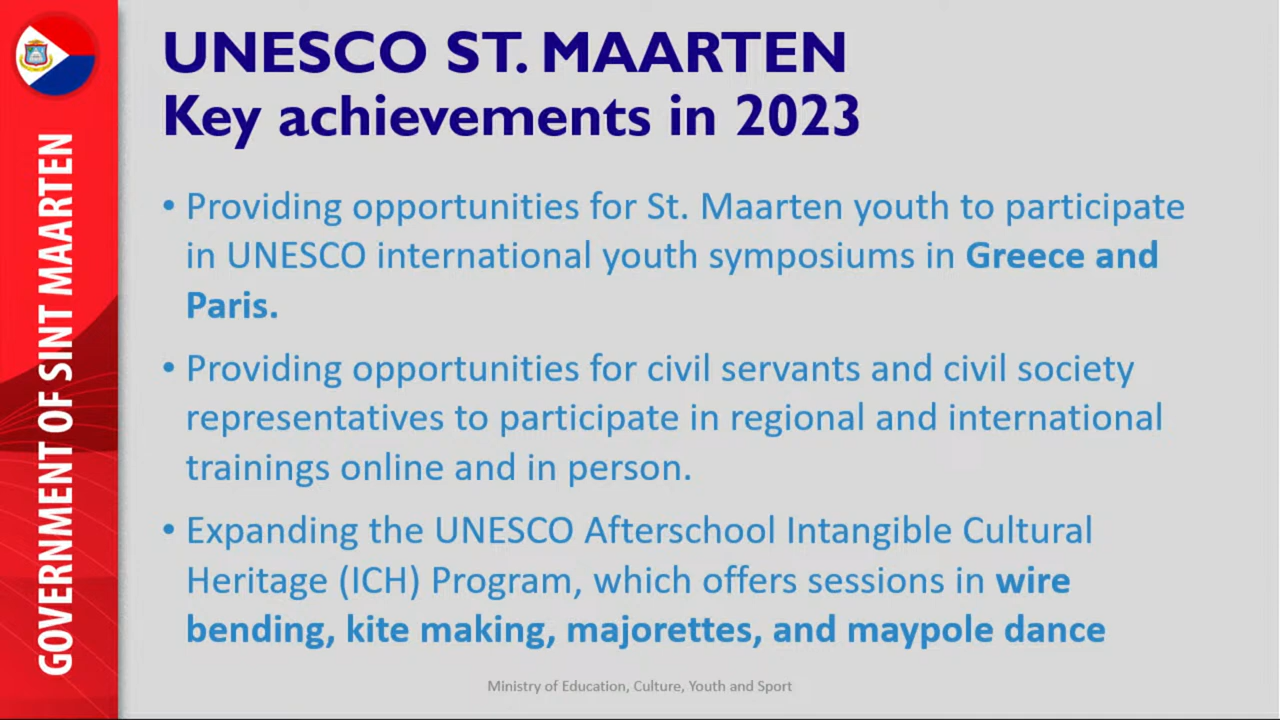 UNESCO ST. MAARTEN
Key achievements in 2023
• Providing opportunities for St. Maarten youth to participate
in UNESCO international youth symposiums in Greece and
Paris.
• Providing opportunities for civil servants and civil society
representatives to participate in regional and international
trainings online and in person.
• Expanding the UNESCO Afterschool Intangible Cultural
Heritage (ICH) Program, which offers sessions in wire
bending, kite making, majorettes, and maypole dance
Ministry of Education, Culture, Youth and Sport
GOVERNMENT OF SINT MAARTEN